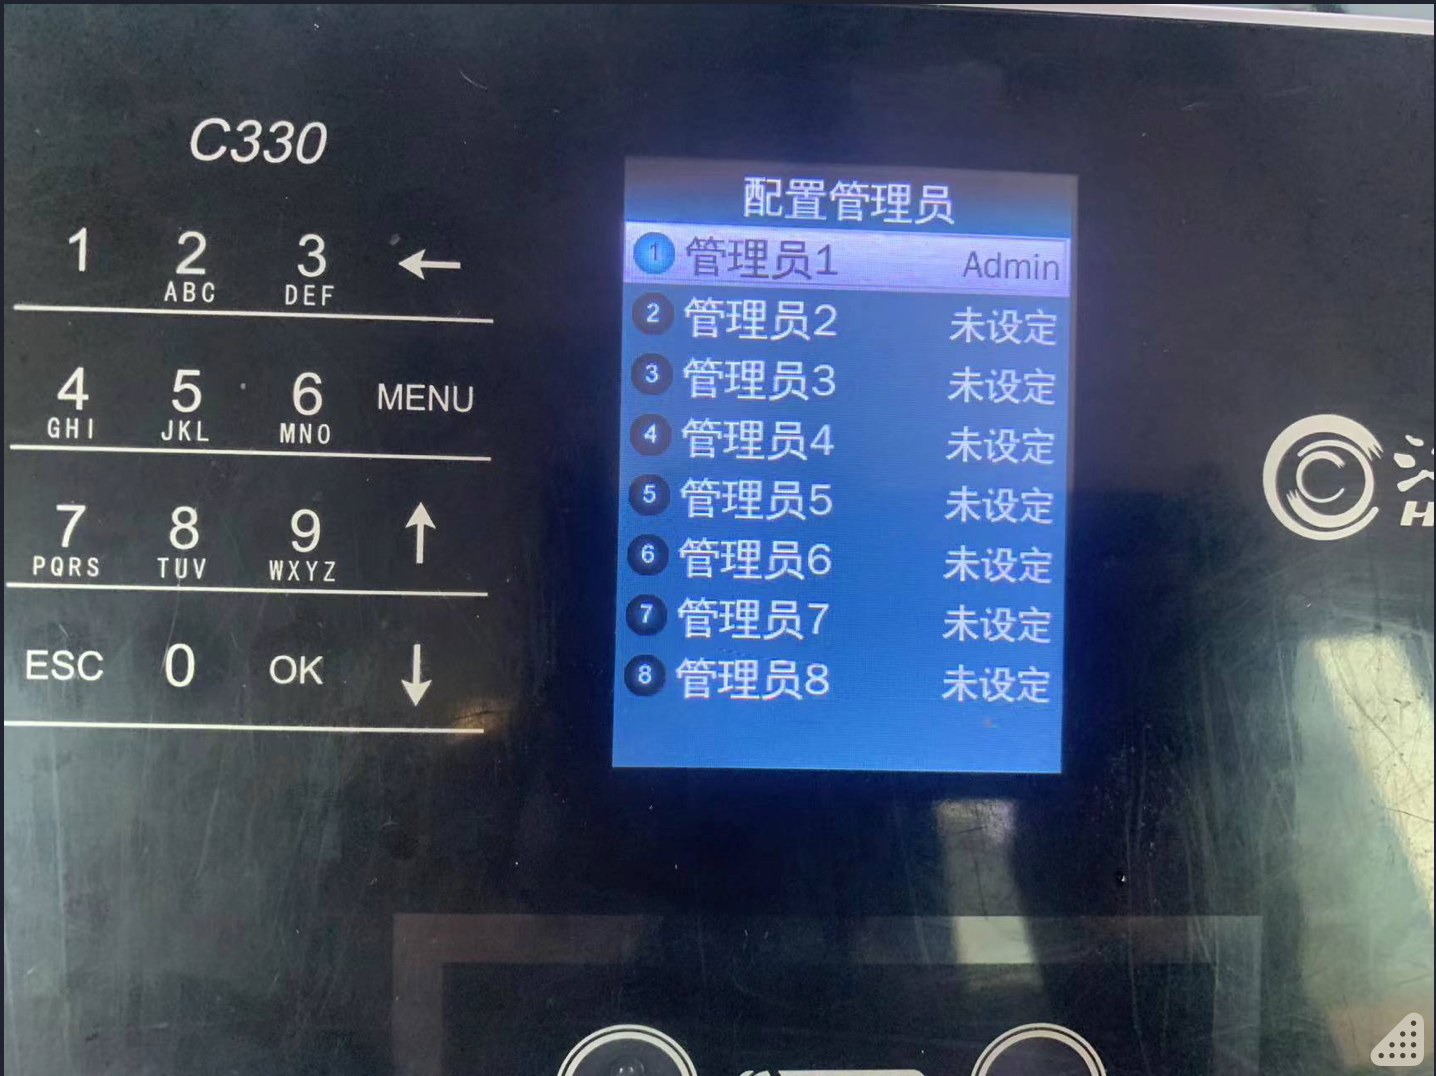 C330
1
2
ABC
3
DEF
4
GHI
5
JKL
6
MNO
MENU
7
PQRS
8
TUV
9
WXYZ
ESC
0
OK
配置管理员
1 管理员1 Admin
2 管理员2 未设定
3 管理员3 未设定
4 管理员4 未设定
5 管理员5 未设定
6 管理员6 未设定
7 管理员7 未设定
8 管理员8 未设定